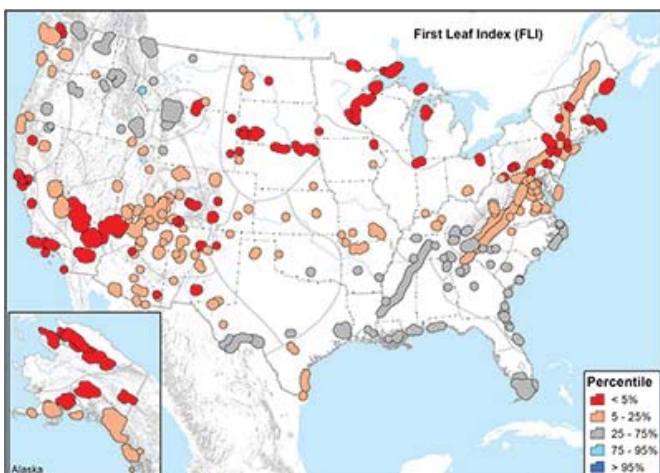 First Leaf Index (FLI)
Alaska
Percentile
< 5%
5 - 25%
25 - 75%
75 - 95%
> 95%